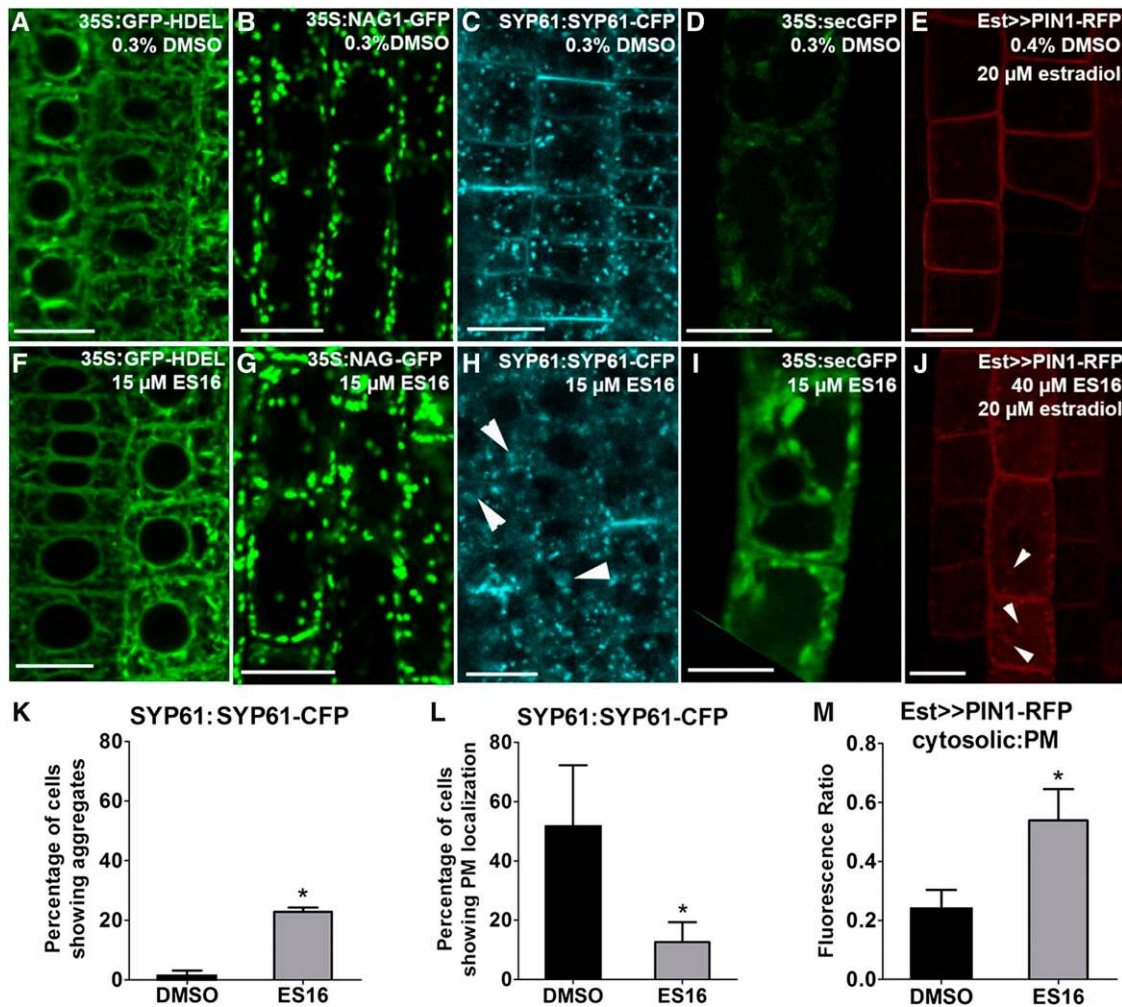 A
35S:GFP-HDEL
0.3% DMSO
B
35S:NAG1-GFP
0.3%DMSO
C
SYP61:SYP61-CFP
0.3% DMSO
D
35S:secGFP
0.3% DMSO
E
Est>>PIN1-RFP
0.4% DMSO
20 µM estradiol
F
35S:GFP-HDEL
15 µM ES16
G
35S:NAG-GFP
15 µM ES16
H
SYP61:SYP61-CFP
15 µM ES16
I
35S:secGFP
15 µM ES16
J
Est>>PIN1-RFP
40 µM ES16
20 µM estradiol
K
SYP61:SYP61-CFP
Percentage of cells
showing aggregates
80
60
40
20
0
*
DMSO
ES16
L
SYP61:SYP61-CFP
Percentage of cells
showing PM localization
80
60
40
20
0
*
DMSO
ES16
M
Est>>PIN1-RFP
cytosolic:PM
Fluorescence Ratio
0.8
0.6
0.4
0.2
0
*
DMSO
ES16